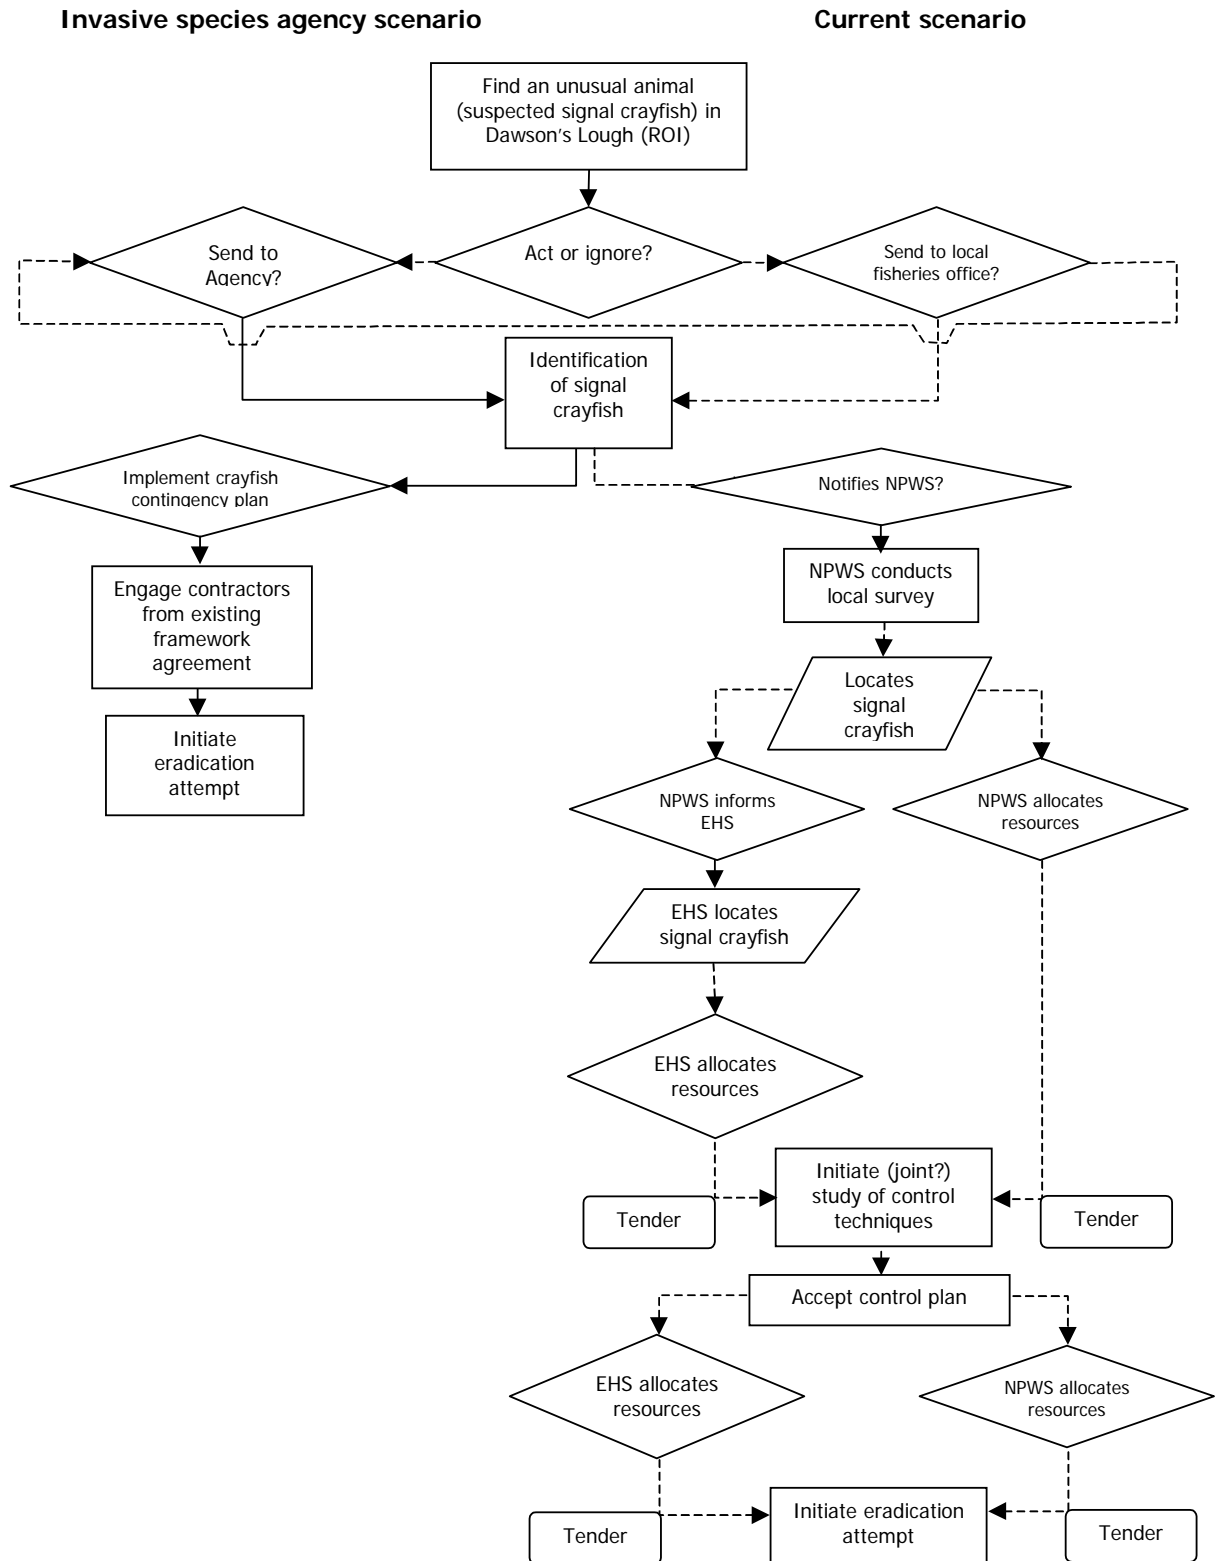 Invasive species agency scenario
Current scenario
Find an unusual animal
(suspected signal crayfish) in
Dawson's Lough (ROI)
Send to
Agency?
Act or ignore?
Send to local
fisheries office?
Identification
of signal
crayfish
Implement crayfish
contingency plan
Notifies NPWS?
Engage contractors
from existing
framework
agreement
NPWS conducts
local survey
Locates
signal
crayfish
Initiate
eradication
attempt
NPWS informs
EHS
NPWS allocates
resources
EHS locates
signal crayfish
EHS allocates
resources
Initiate (joint?)
study of control
techniques
Tender
Tender
Accept control plan
EHS allocates
resources
NPWS allocates
resources
Initiate eradication
attempt
Tender
Tender